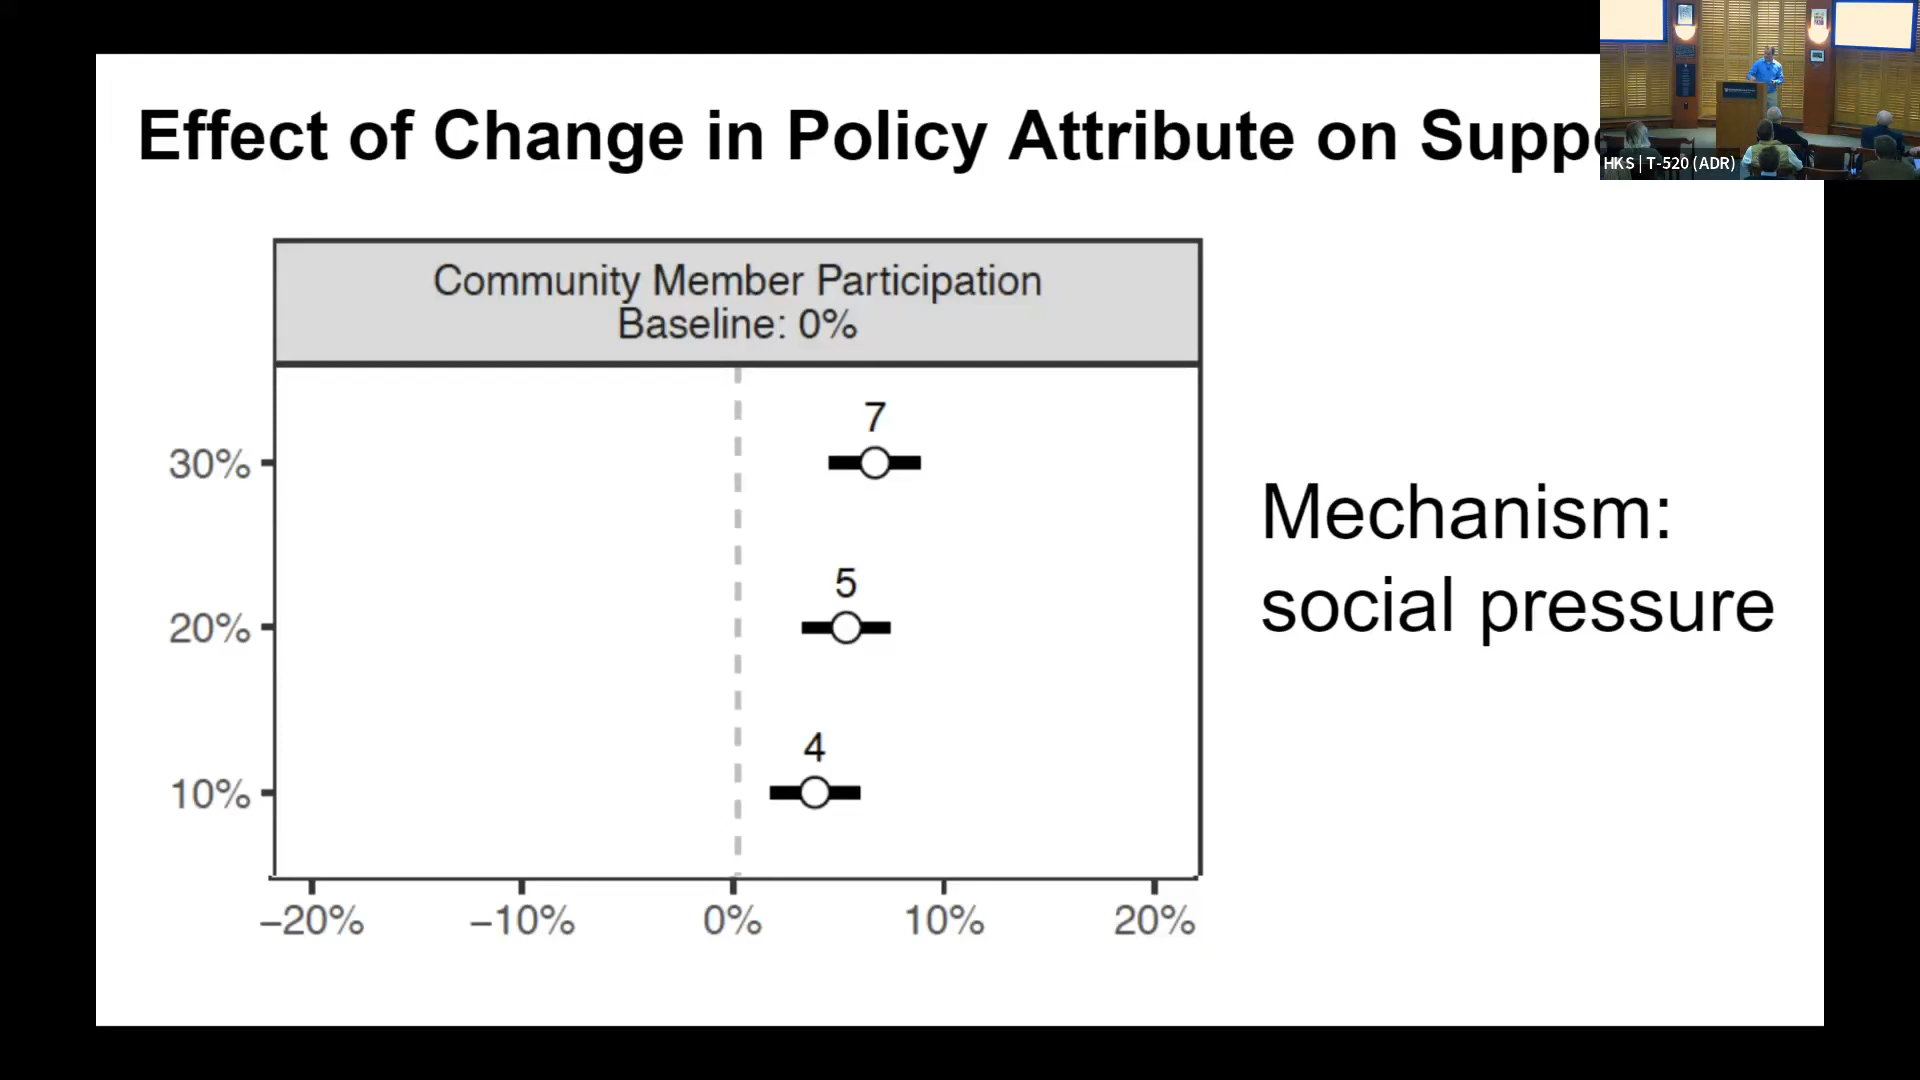 Effect of Change in Policy Attribute on
HKS | T-520 (ADR)
Community Member Participation
Baseline: 0%
7
30%
5
20%
4
10%
−20% −10% 0% 10% 20%
Mechanism:
social pressure